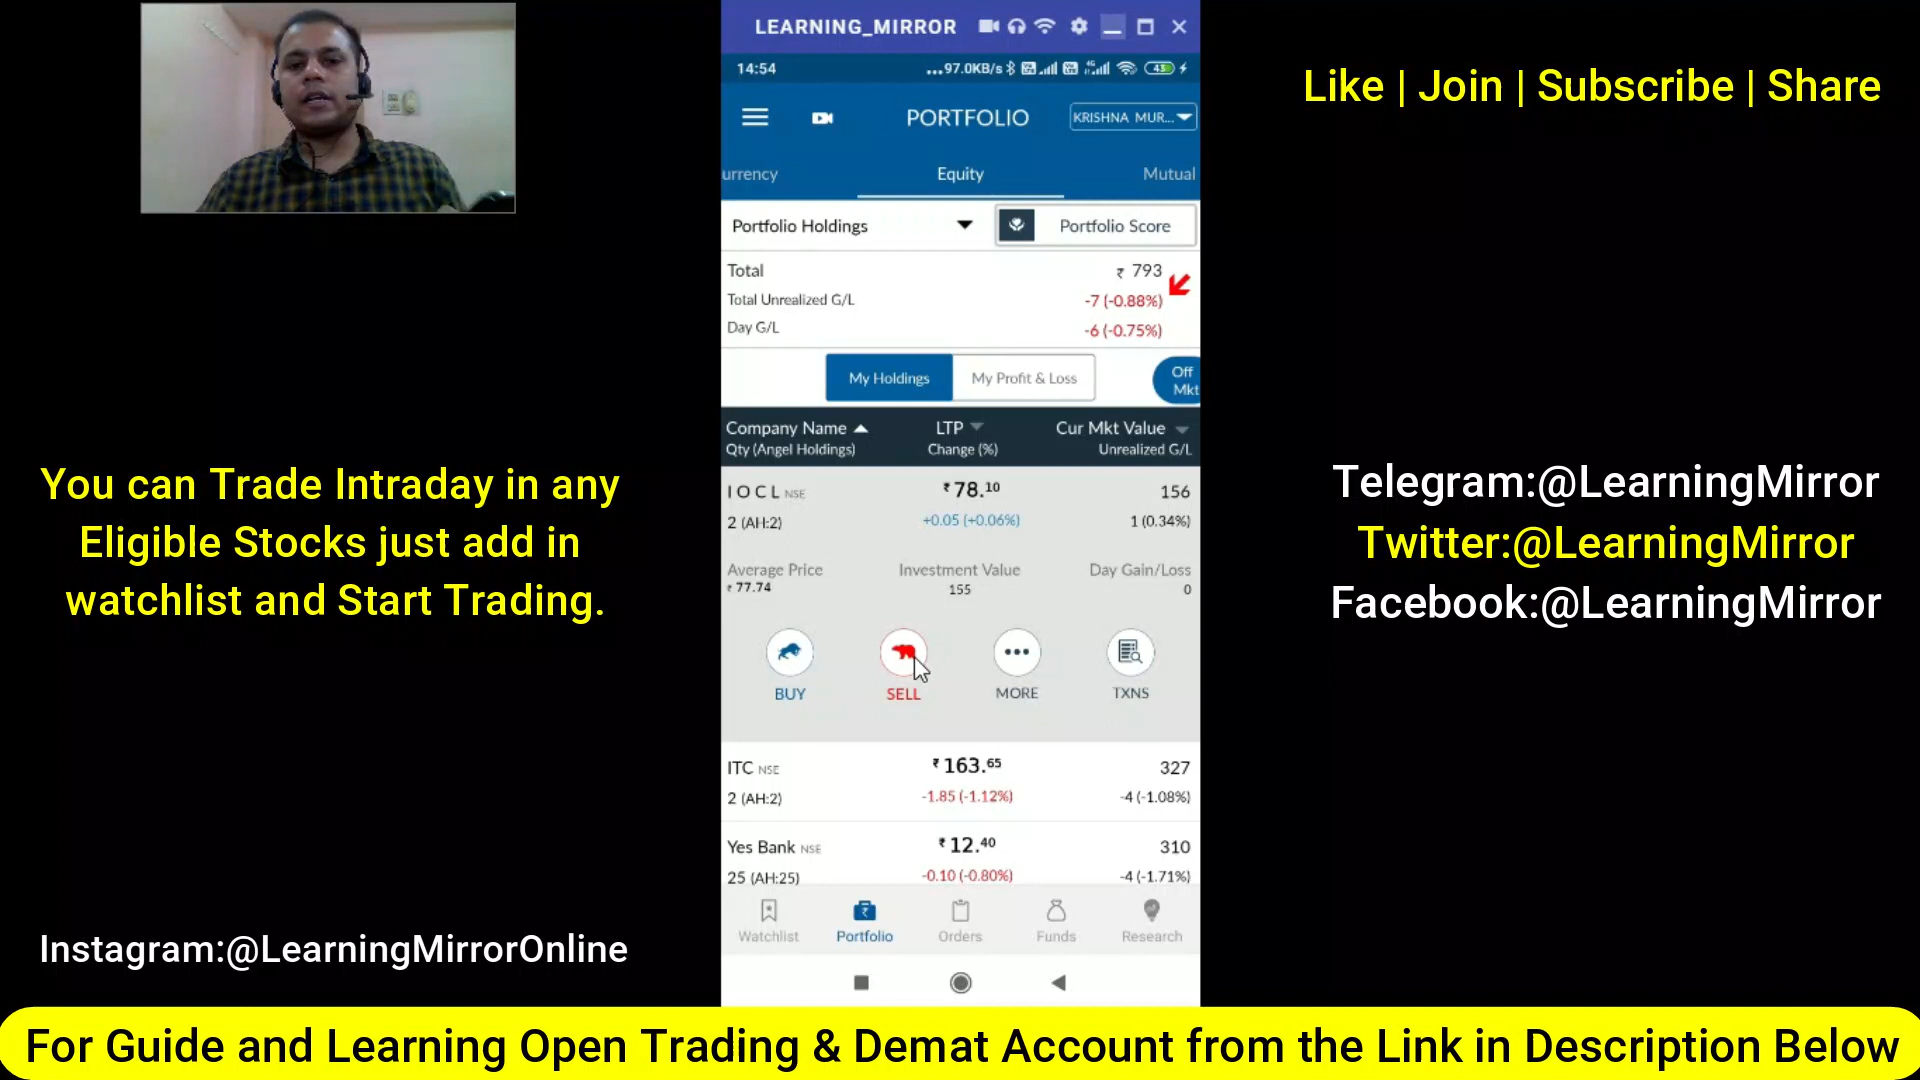 LEARNING_MIRROR
14:54
...97.0KB/s
43
PORTFOLIO
KRISHNA MUR...
urrency
Equity
Mutual
Portfolio Holdings
Portfolio Score
Total
₹ 793
Total Unrealized G/L
-7 (-0.88%)
Day G/L
-6 (-0.75%)
My Holdings
My Profit & Loss
Off
Mkt
Company Name
LTP
Cur Mkt Value
Qty (Angel Holdings)
Change (%)
Unrealized G/L
I O C L NSE
₹ 78.10
156
2 (AH:2)
+0.05 (+0.06%)
1 (0.34%)
Average Price
Investment Value
Day Gain/Loss
₹ 77.74
155
0
BUY
SELL
MORE
TXNS
ITC NSE
₹ 163.65
327
2 (AH:2)
-1.85 (-1.12%)
-4 (-1.08%)
Yes Bank NSE
₹ 12.40
310
25 (AH:25)
-0.10 (-0.80%)
-4 (-1.71%)
Watchlist
Portfolio
Orders
Funds
Research
Like | Join | Subscribe | Share
You can Trade Intraday in any
Eligible Stocks just add in
watchlist and Start Trading.
Telegram:@LearningMirror
Twitter:@LearningMirror
Facebook:@LearningMirror
Instagram:@LearningMirrorOnline
For Guide and Learning Open Trading & Demat Account from the Link in Description Below